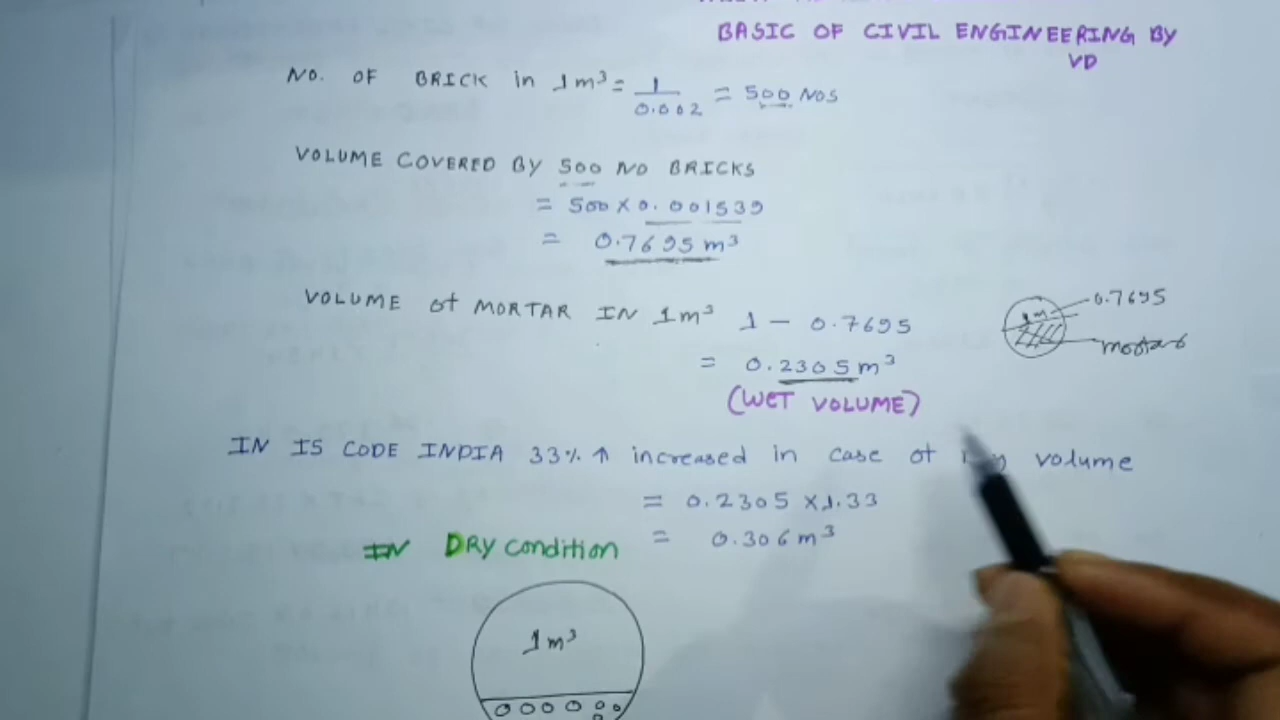 BASIC OF CIVIL ENGINEERING BY
VD
NO. OF BRICK in 1m³ = 1/0.002 = 500 NOS
VOLUME COVERED BY 500 NO BRICKS
= 500 X 0.001539
= 0.7695 m³
VOLUME of MORTAR IN 1m³ 1 - 0.7695
= 0.2305 m³
(WET VOLUME)
1m
0.7695
mortar
IN IS CODE INDIA 33% ↑ increased in case of volume
= 0.2305 X 1.33
= 0.306 m³
IN DRY condition
1m³